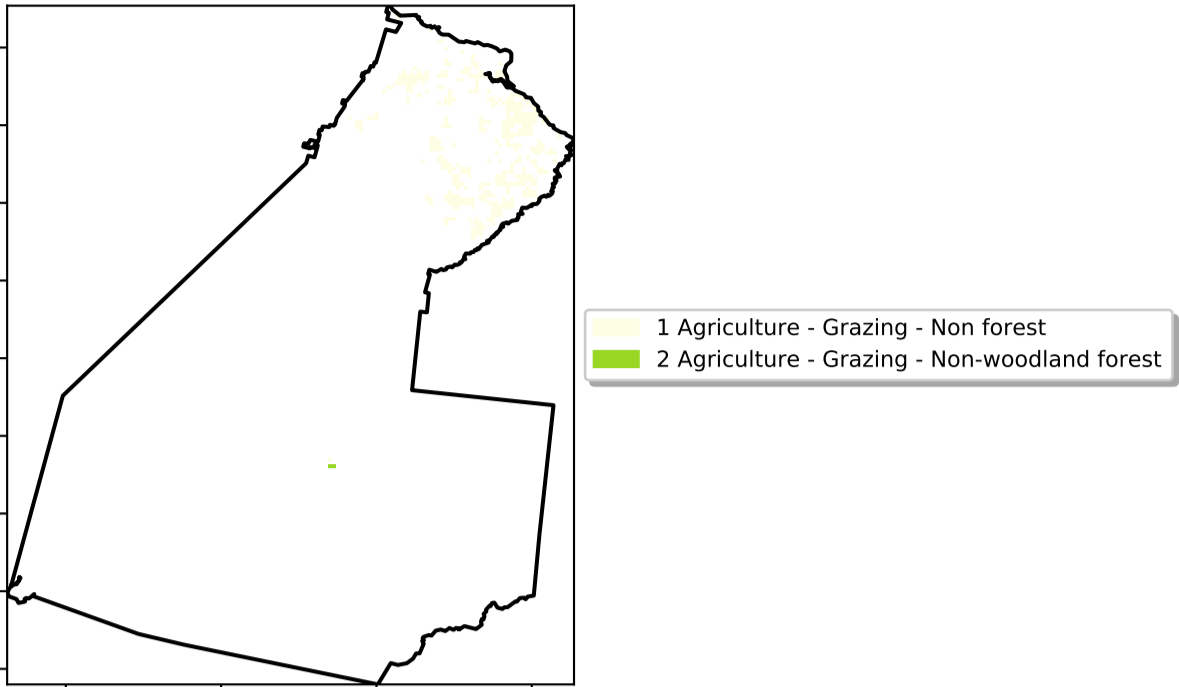 1 Agriculture - Grazing - Non forest
2 Agriculture - Grazing - Non-woodland forest